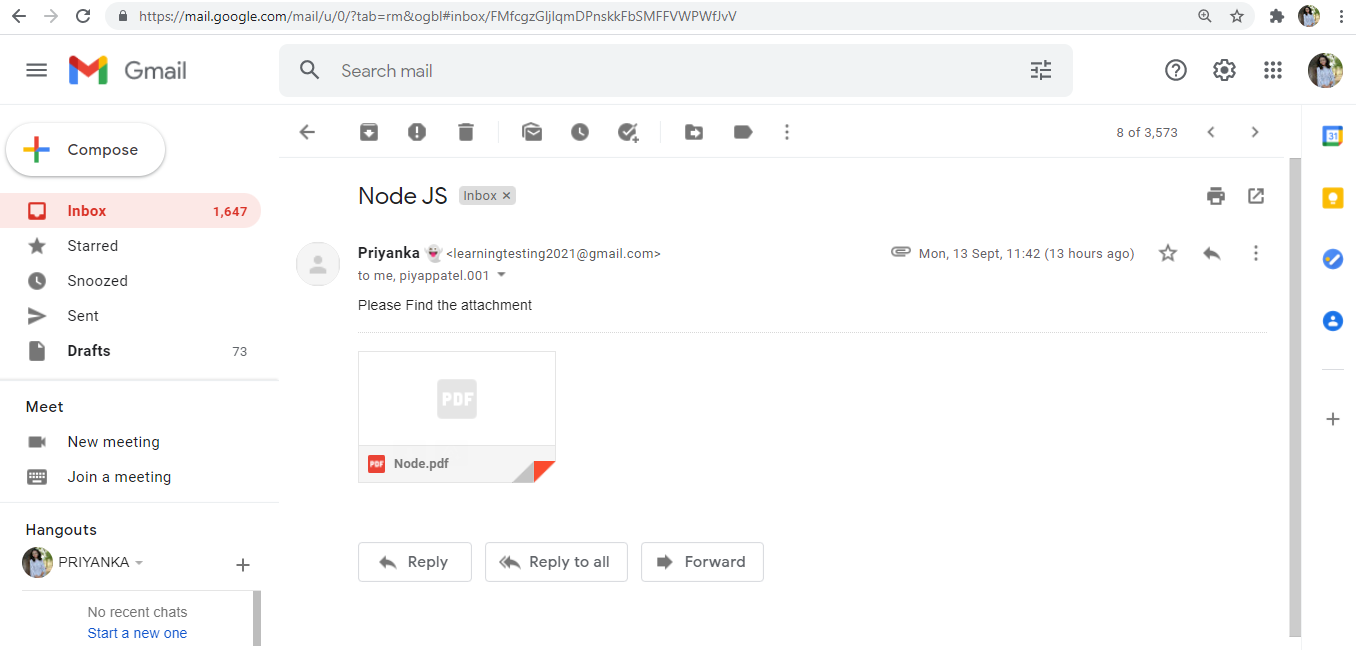 https://mail.google.com/mail/u/0/?tab=rm&ogbl#inbox/FMfcgzGljlqmDPnskkFbSMFFVWPWfJvV
Gmail
Search mail
Compose
8 of 3,573
31
Inbox 1,647
Starred
Snoozed
Sent
Drafts 73
Meet
New meeting
Join a meeting
Hangouts
PRIYANKA
No recent chats
Start a new one
Node JS Inbox ×
Priyanka 👻 <learningtesting2021@gmail.com> Mon, 13 Sept, 11:42 (13 hours ago)
to me, piyappatel.001
Please Find the attachment
PDF
PDF Node.pdf
Reply Reply to all Forward